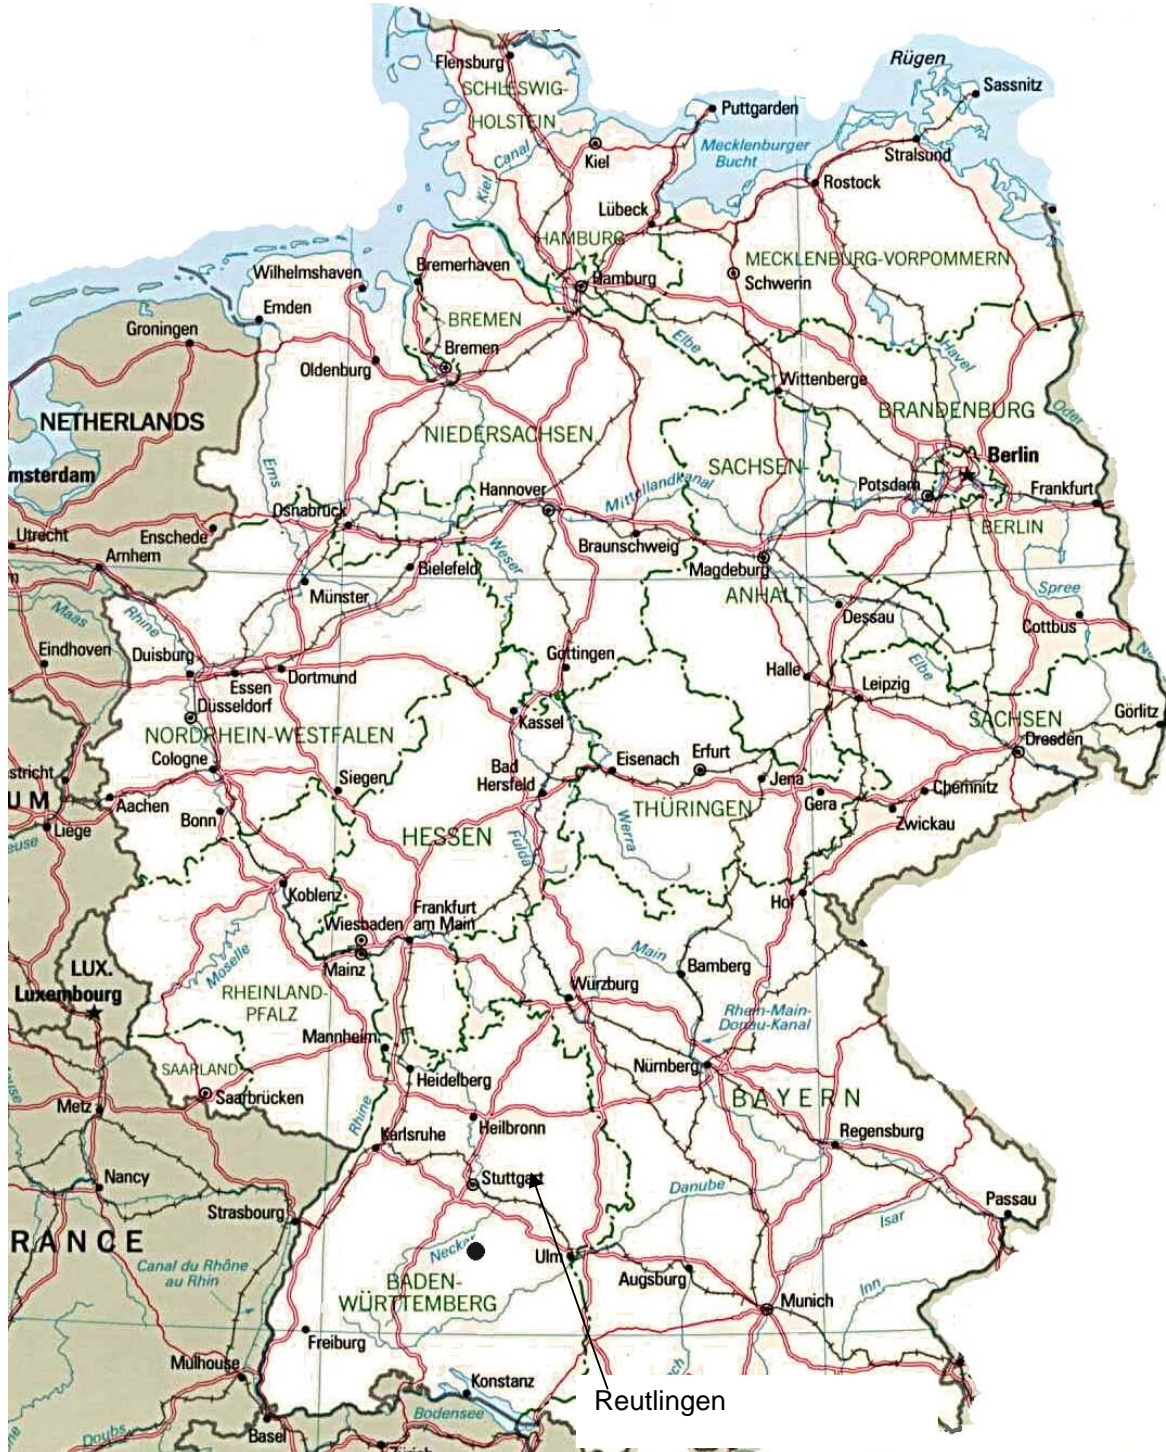 Rügen
Sassnitz
Flensburg
SCHLESWIG-
HOLSTEIN
Puttgarden
Mecklenburger
Bucht
Stralsund
Kiel
Canal
Kiel
Rostock
Lübeck
HAMBURG
MECKLENBURG-VORPOMMERN
Bremerhaven
Wilhelmshaven
Hamburg
Schwerin
Emden
Groningen
BREMEN
Bremen
Elbe
Havel
Oldenburg
Wittenberge
BRANDENBURG
Oder
NETHERLANDS
NIEDERSACHSEN
Berlin
msterdam
Ems
SACHSEN-
Potsdam
Hannover
Mittellandkanal
Frankfurt
Osnabrück
BERLIN
Utrecht
Enschede
Braunschweig
Arnhem
Weser
Bielefeld
Magdeburg
Münster
ANHALT
Spree
Maas
Rhine
Dessau
Cottbus
Eindhoven
Duisburg
Göttingen
Halle
Elbe
Essen
Dortmund
Leipzig
Düsseldorf
Kassel
SACHSEN
Görlitz
NORDRHEIN-WESTFALEN
Dresden
Cologne
Eisenach
Erfurt
Bad
Hersfeld
Siegen
Jena
Chemnitz
stricht
UM
Aachen
THÜRINGEN
Gera
Liège
Bonn
HESSEN
Werra
Zwickau
euse
Fulda
Koblenz
Hof
Frankfurt
am Main
Wiesbaden
Moselle
Main
Mainz
Bamberg
LUX.
Luxembourg
Würzburg
RHEINLAND-
PFALZ
Rhein-Main-
Donau-Kanal
Mannheim
SAARLAND
Nürnberg
Heidelberg
Saarbrücken
BAYERN
Metz
Rhine
Heilbronn
Karlsruhe
Regensburg
Nancy
Stuttgart
Danube
Passau
Strasbourg
Isar
RANCE
Neckar
Ulm
Canal du Rhône
au Rhin
Augsburg
BADEN-
WÜRTTEMBERG
Inn
Munich
Freiburg
Mulhouse
Konstanz
Reutlingen
Bodensee
Basel
Doubs